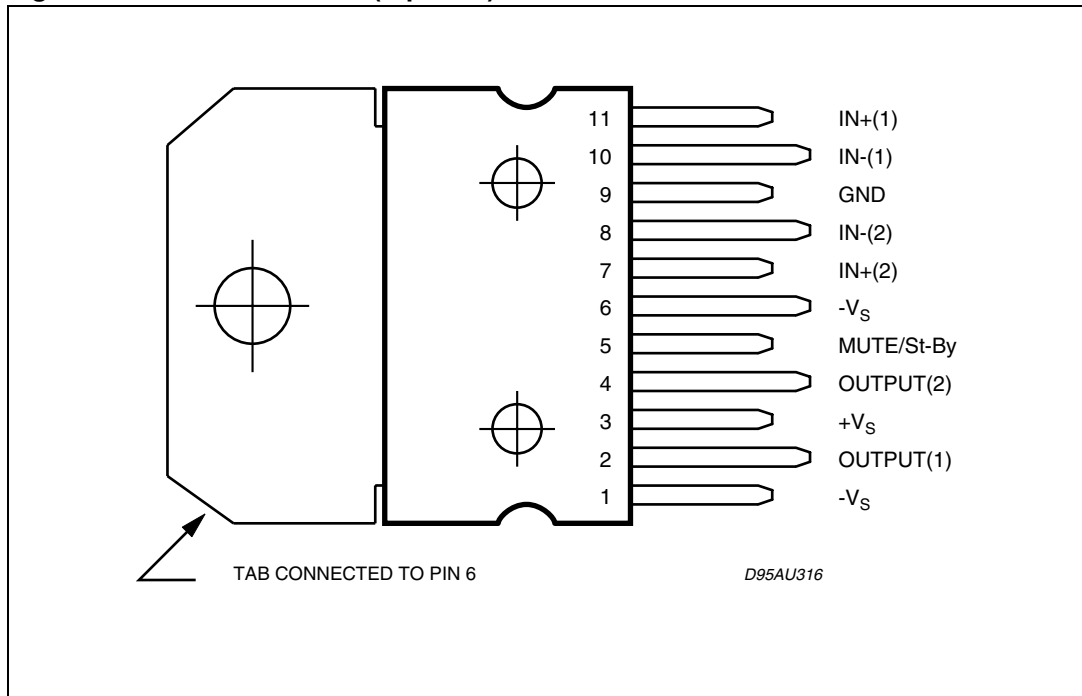 11 IN+(1)
10 IN-(1)
9 GND
8 IN-(2)
7 IN+(2)
6 -VS
5 MUTE/St-By
4 OUTPUT(2)
3 +VS
2 OUTPUT(1)
1 -VS
TAB CONNECTED TO PIN 6
D95AU316